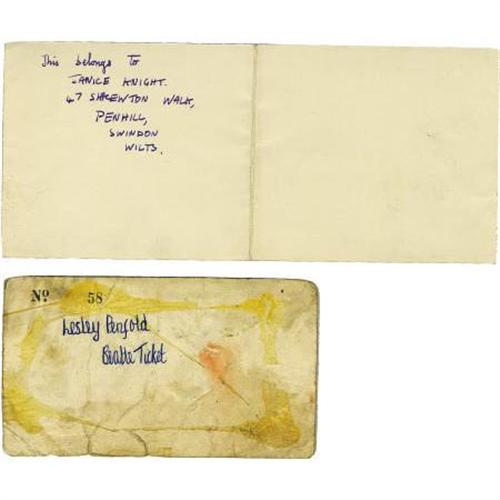 This belongs to
JANICE KNIGHT.
47 SHREWTON WALK,
PENHILL,
SWINDON
WILTS.
Nº 58
Lesley Penfold
Beatle Ticket